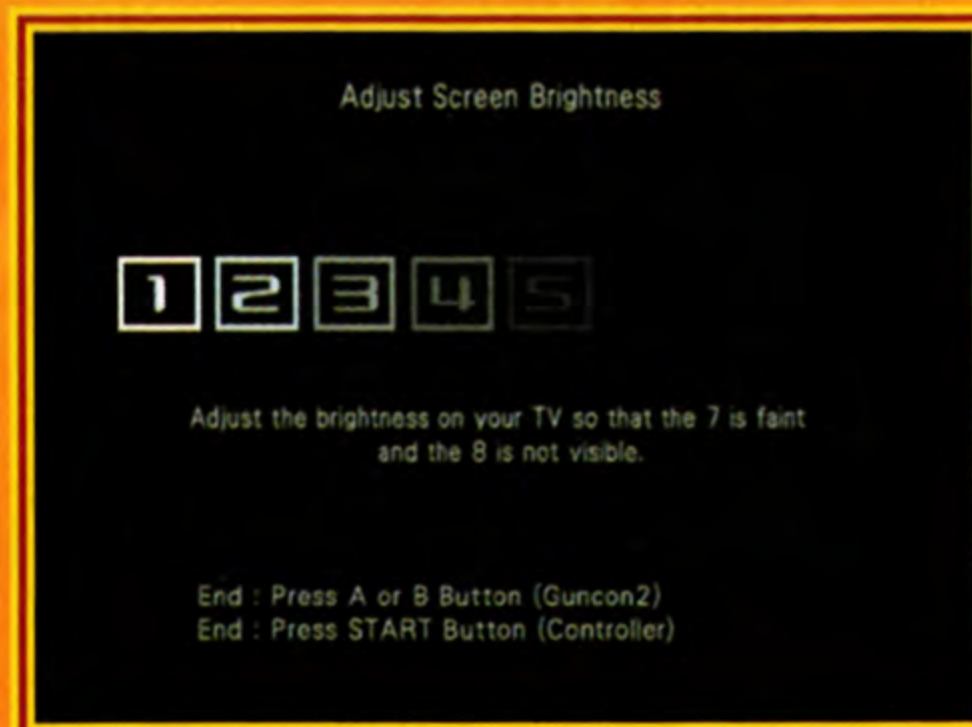 Adjust Screen Brightness
1 2 3 4 5
Adjust the brightness on your TV so that the 7 is faint
and the 8 is not visible.
End : Press A or B Button (Guncon2)
End : Press START Button (Controller)